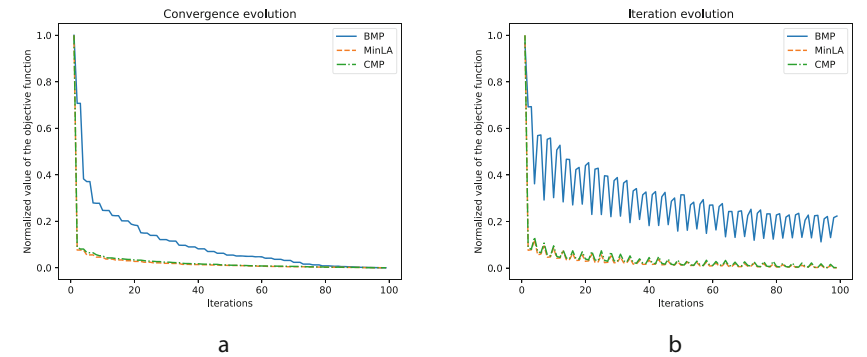 Convergence evolution
Normalized value of the objective function
1.0
0.8
0.6
0.4
0.2
0.0
0
20
40
60
80
100
Iterations
BMP
MinLA
CMP
a
Iteration evolution
Normalized value of the objective function
1.0
0.8
0.6
0.4
0.2
0.0
0
20
40
60
80
100
Iterations
BMP
MinLA
CMP
b